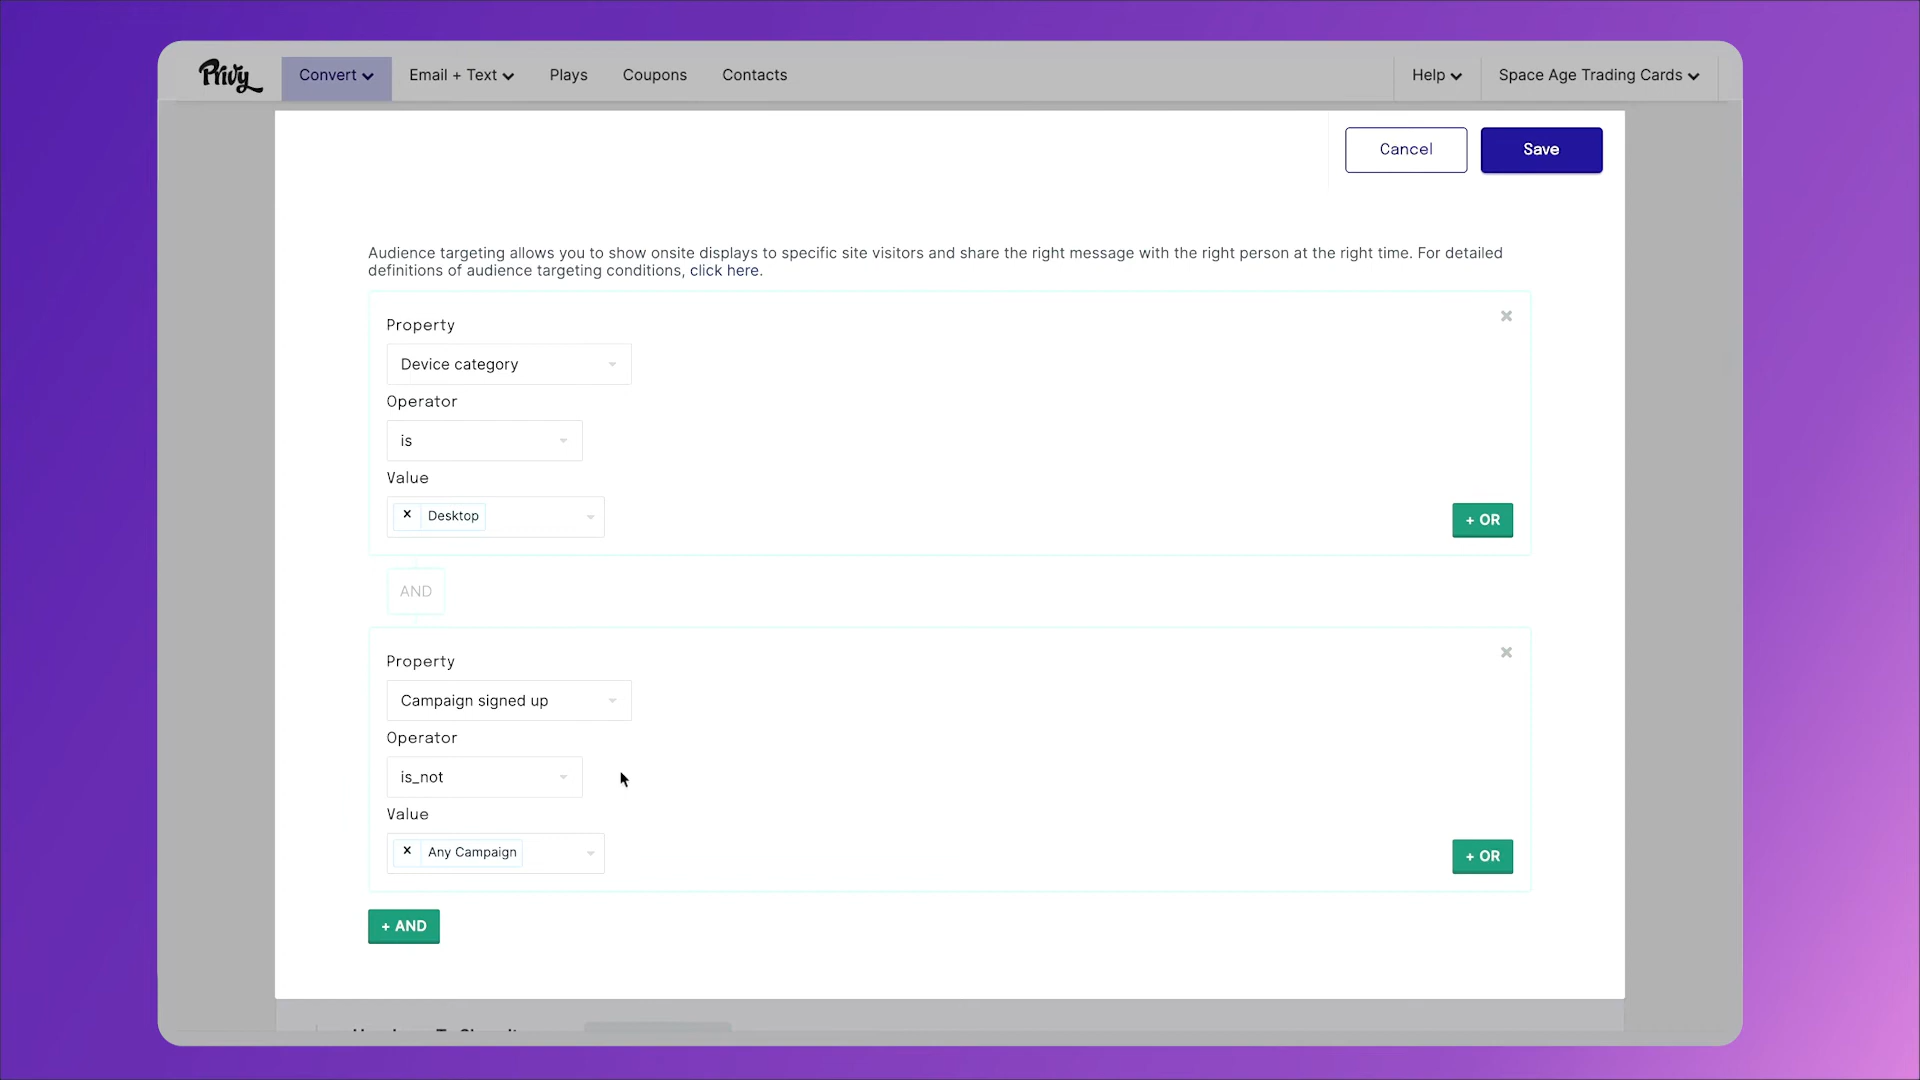 Privy
Convert
Email + Text
Plays
Coupons
Contacts
Help
Space Age Trading Cards
Cancel
Save
Audience targeting allows you to show onsite displays to specific site visitors and share the right message with the right person at the right time. For detailed
definitions of audience targeting conditions, click here.
Property
Device category
Operator
is
Value
Desktop
+ OR
AND
Property
Campaign signed up
Operator
is_not
Value
Any Campaign
+ OR
+ AND